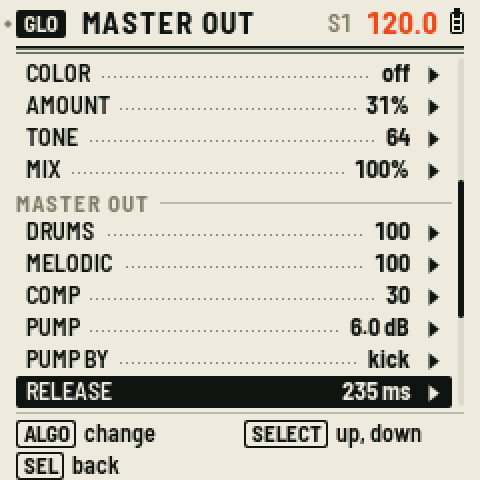 GLO MASTER OUT S1 120.0
COLOR off
AMOUNT 31%
TONE 64
MIX 100%
MASTER OUT
DRUMS 100
MELODIC 100
COMP 30
PUMP 6.0 dB
PUMP BY kick
RELEASE 235 ms
ALGO change SELECT up, down
SEL back